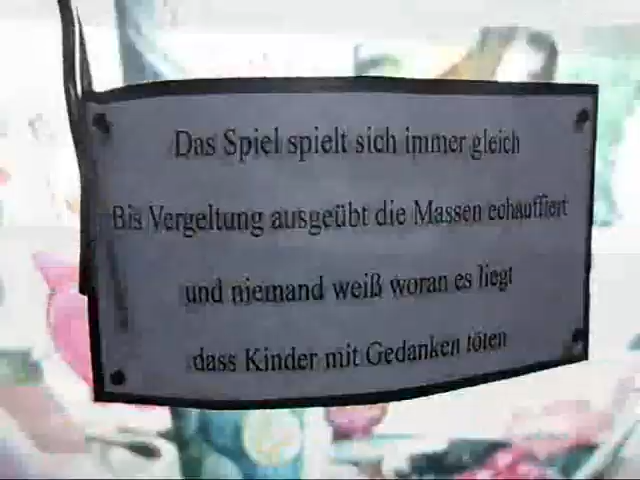 Das Spiel spielt sich immer gleich
Bis Vergeltung ausgeübt die Massen echauffiert
und niemand weiß woran es liegt
dass Kinder mit Gedanken töten